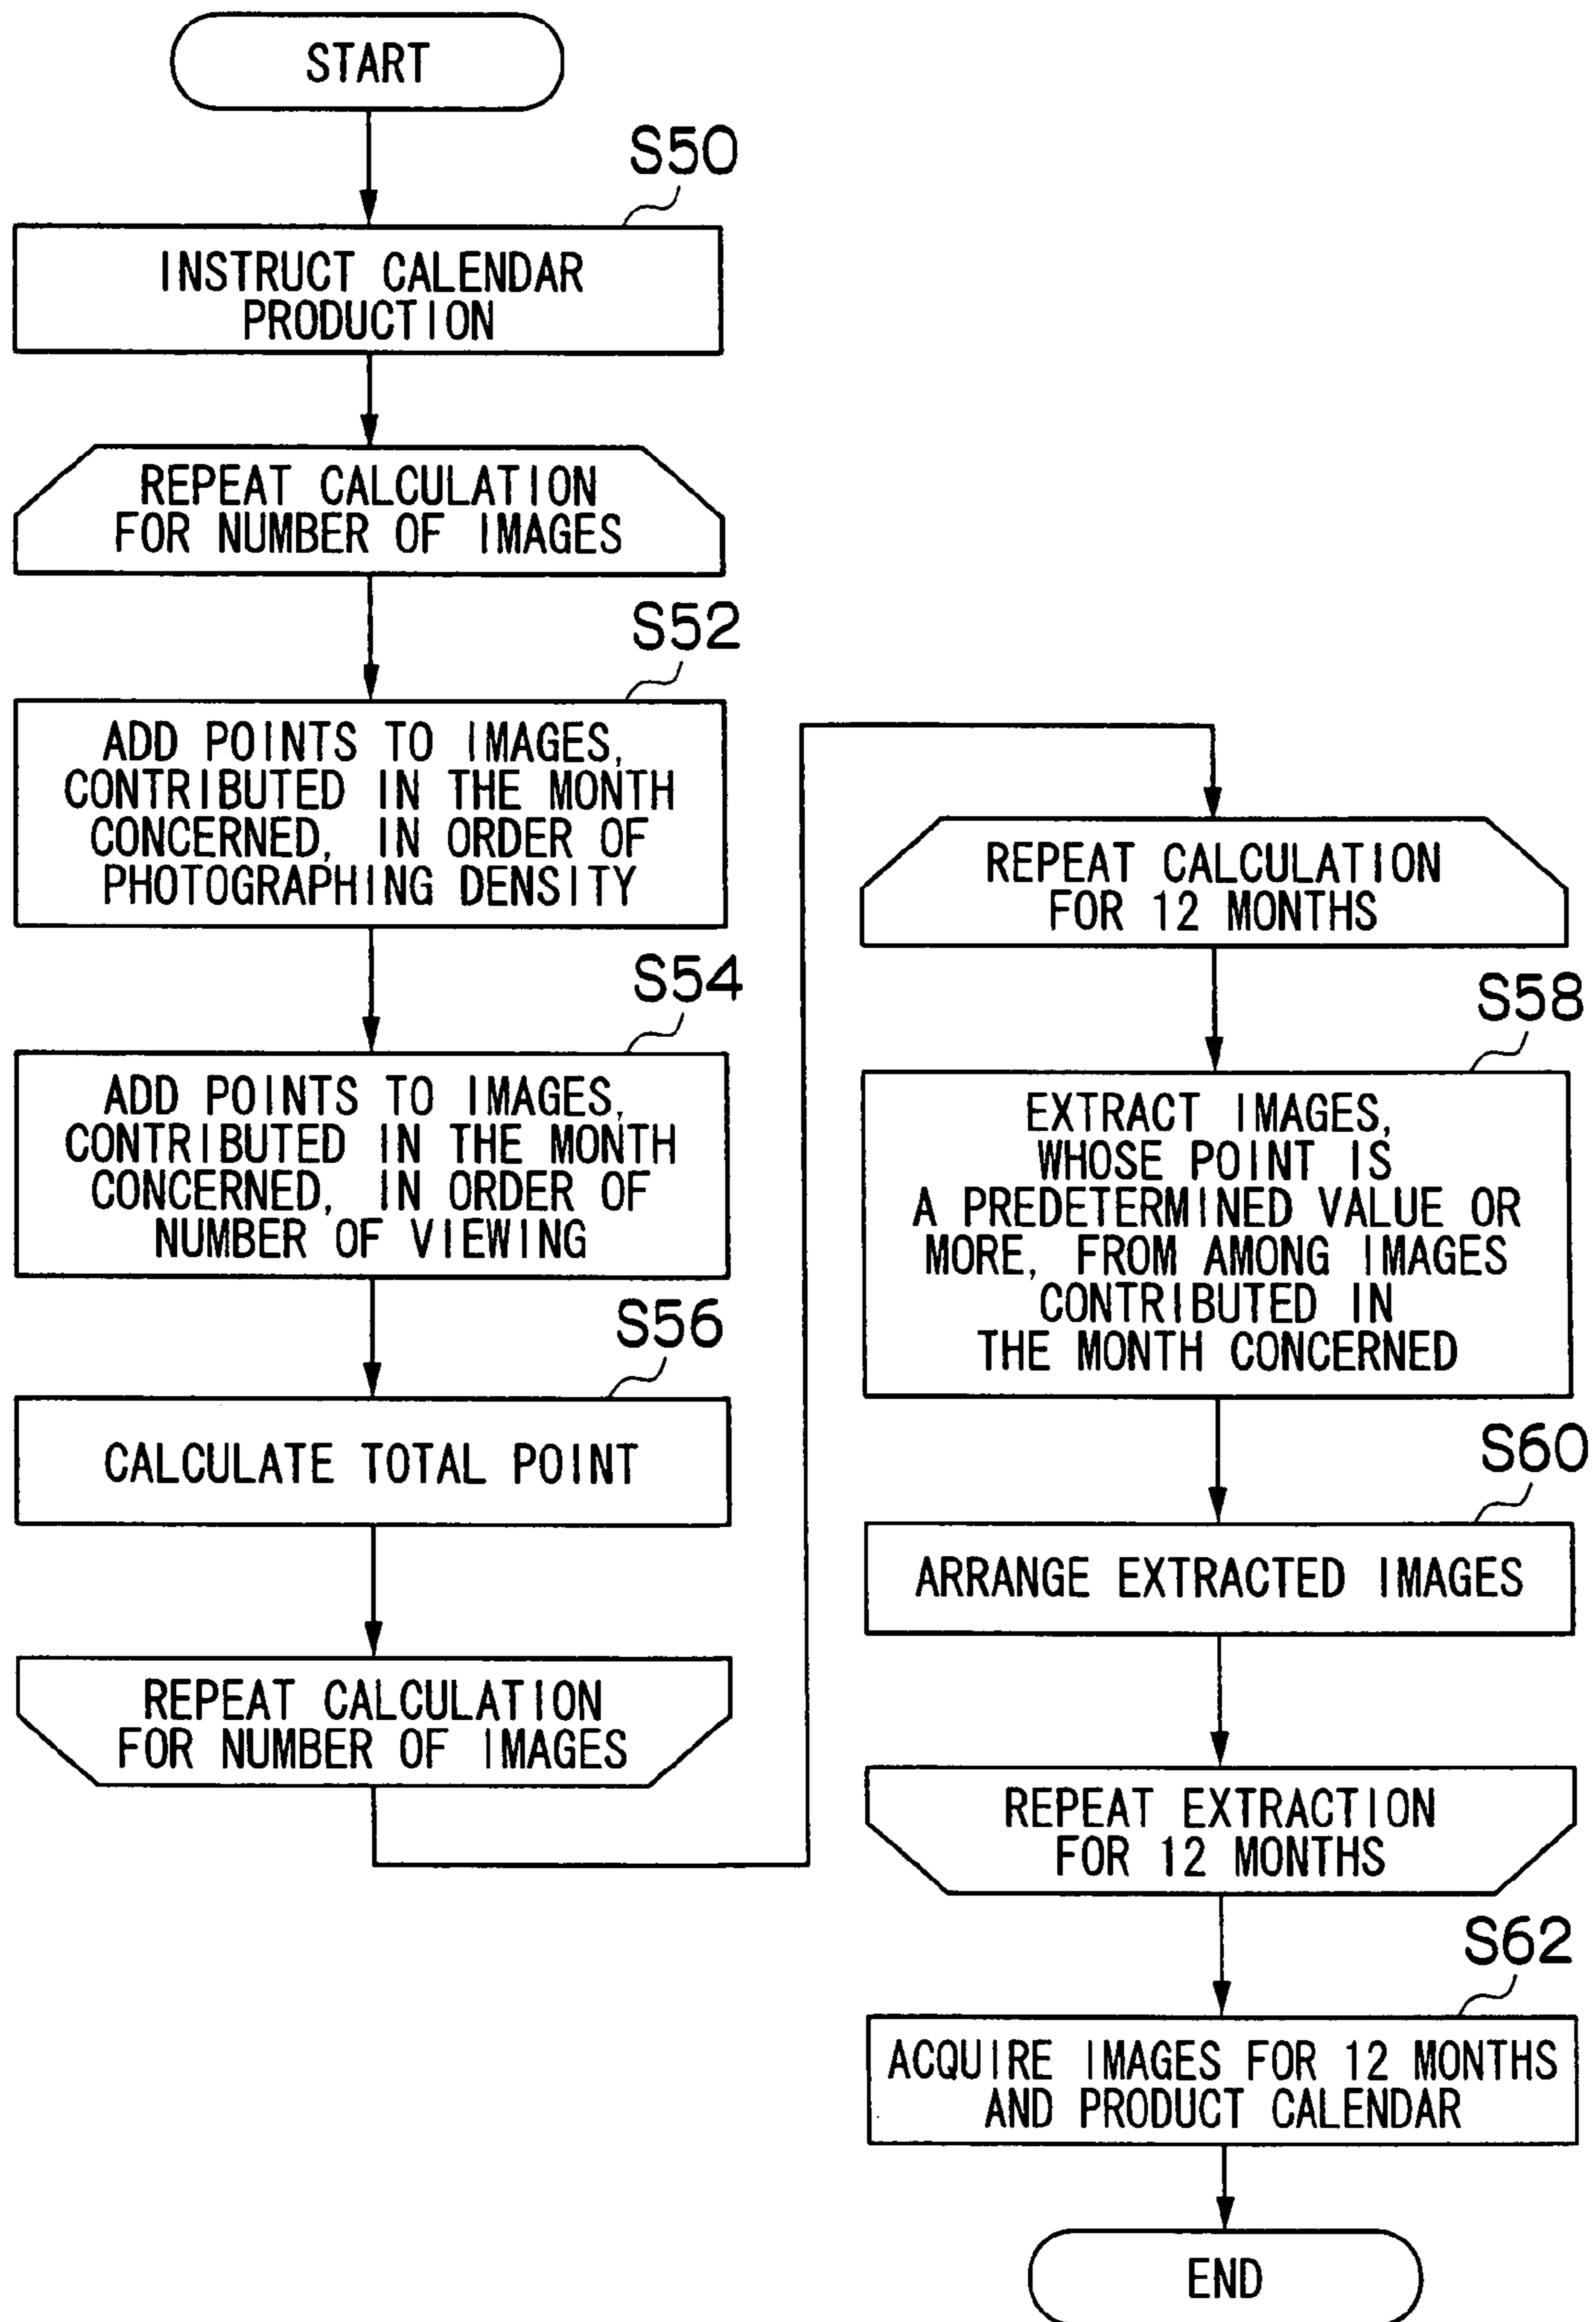 START
S50
INSTRUCT CALENDAR
PRODUCTION
REPEAT CALCULATION
FOR NUMBER OF IMAGES
S52
ADD POINTS TO IMAGES,
CONTRIBUTED IN THE MONTH
CONCERNED, IN ORDER OF
PHOTOGRAPHING DENSITY
S54
ADD POINTS TO IMAGES,
CONTRIBUTED IN THE MONTH
CONCERNED, IN ORDER OF
NUMBER OF VIEWING
S56
CALCULATE TOTAL POINT
REPEAT CALCULATION
FOR NUMBER OF IMAGES
REPEAT CALCULATION
FOR 12 MONTHS
S58
EXTRACT IMAGES,
WHOSE POINT IS
A PREDETERMINED VALUE OR
MORE, FROM AMONG IMAGES
CONTRIBUTED IN
THE MONTH CONCERNED
S60
ARRANGE EXTRACTED IMAGES
REPEAT EXTRACTION
FOR 12 MONTHS
S62
ACQUIRE IMAGES FOR 12 MONTHS
AND PRODUCT CALENDAR
END